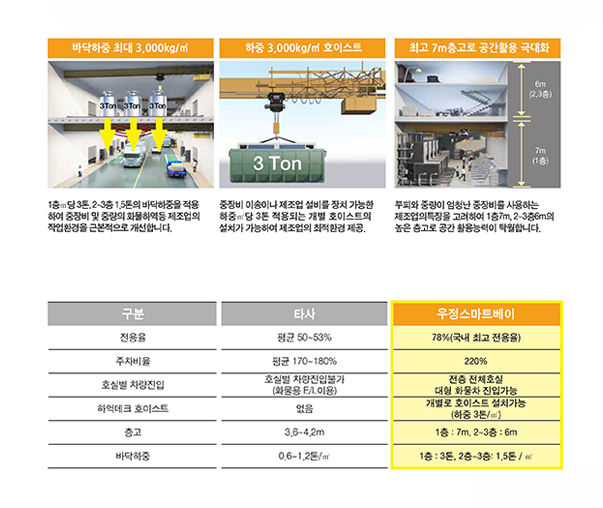 바닥하중 최대 3,000kg/㎡
하중 3,000kg/㎡ 호이스트
최고 7m층고로 공간활용 극대화
3Ton
3Ton
3Ton
3 Ton
6m
(2,3층)
7m
(1층)
1층㎡당 3톤, 2~3층 1.5톤의 바닥하중을 적용
하여 중장비 및 중량의 화물하역등 제조업의
작업환경을 근본적으로 개선합니다.
중장비 이송이나 제조업 설비를 장치 가능한
하중㎡당 3톤 적용되는 개별 호이스트의
설치가 가능하여 제조업의 최적환경 제공.
부피와 중량이 엄청난 중장비를 사용하는
제조업의특징을 고려하여 1층7m, 2~3층6m의
높은 층고로 공간 활용능력이 탁월합니다.
구분 타사 우정스마트베이
전용율 평균 50~53% 78%(국내 최고 전용율)
주차비율 평균 170~180% 220%
호실별 차량진입 호실별 차량진입불가 전층 전체호실
(화물용 E/L이용) 대형 화물차 진입가능
하역데크 호이스트 없음 개별로 호이스트 설치가능
(하중 3톤/㎡)
층고 3.6~4.2m 1층 : 7m, 2~3층 : 6m
바닥하중 0.6~1.2톤/㎡ 1층 : 3톤, 2층~3층: 1.5톤 / ㎡